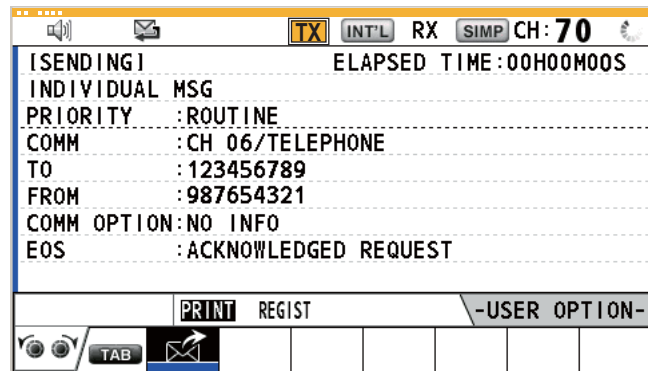 TX INT'L RX SIMP CH:70
[SENDING] ELAPSED TIME:00H00M00S
INDIVIDUAL MSG
PRIORITY :ROUTINE
COMM :CH 06/TELEPHONE
TO :123456789
FROM :987654321
COMM OPTION:NO INFO
EOS :ACKNOWLEDGED REQUEST
PRINT REGIST \-USER OPTION-
TAB